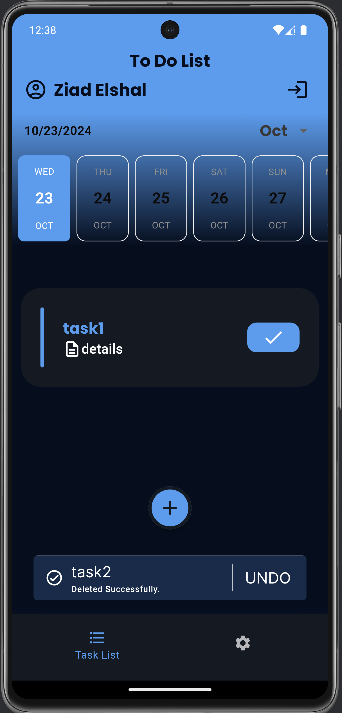 12:38
To Do List
Ziad Elshal
10/23/2024
Oct
WED THU FRI SAT SUN
23 24 25 26 27
OCT OCT OCT OCT OCT
task1
details
task2
Deleted Successfully.
UNDO
Task List